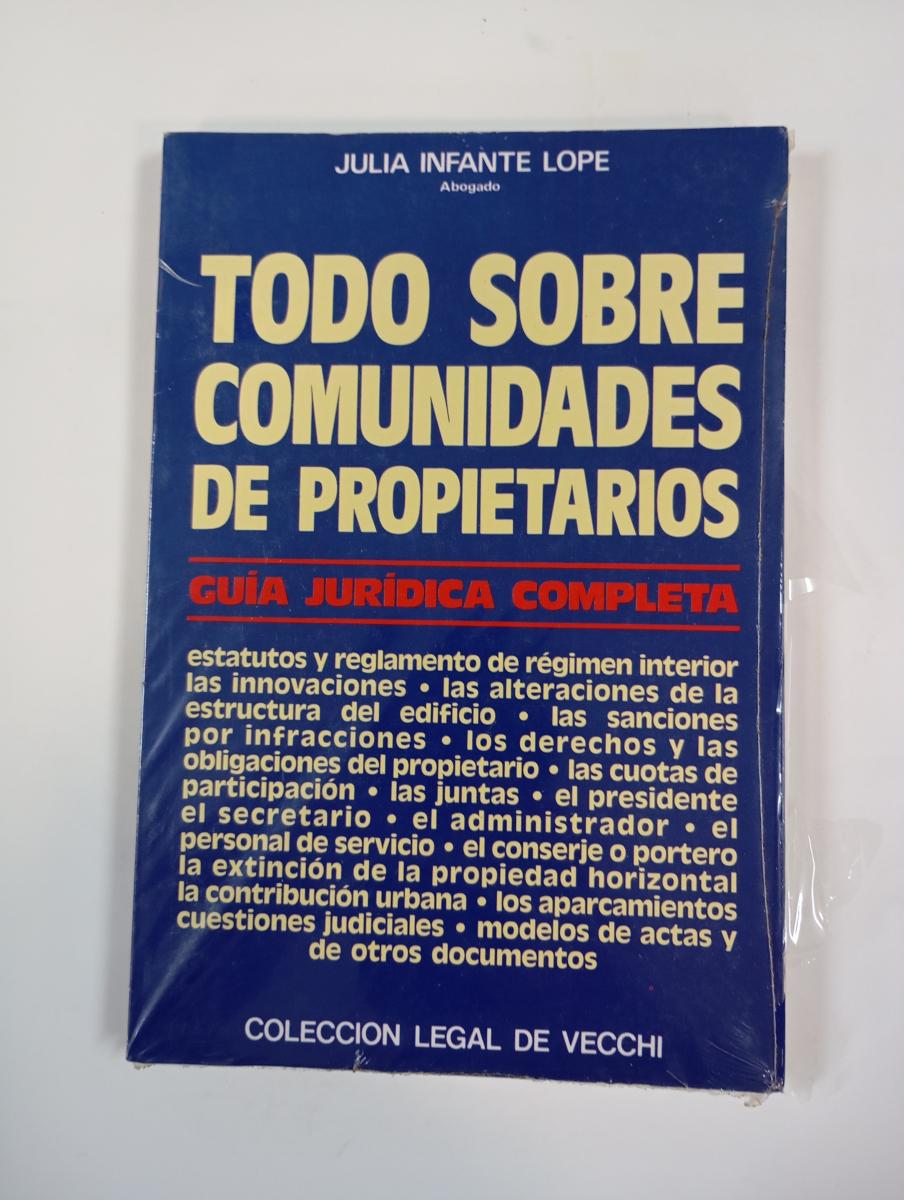 JULIA INFANTE LOPE
Abogado
TODO SOBRE
COMUNIDADES
DE PROPIETARIOS
GUÍA JURÍDICA COMPLETA
estatutos y reglamento de régimen interior
las innovaciones • las alteraciones de la
estructura del edificio • las sanciones
por infracciones • los derechos y las
obligaciones del propietario • las cuotas de
participación • las juntas • el presidente
el secretario • el administrador • el
personal de servicio • el conserje o portero
la extinción de la propiedad horizontal
la contribución urbana • los aparcamientos
cuestiones judiciales • modelos de actas y
de otros documentos
COLECCION LEGAL DE VECCHI